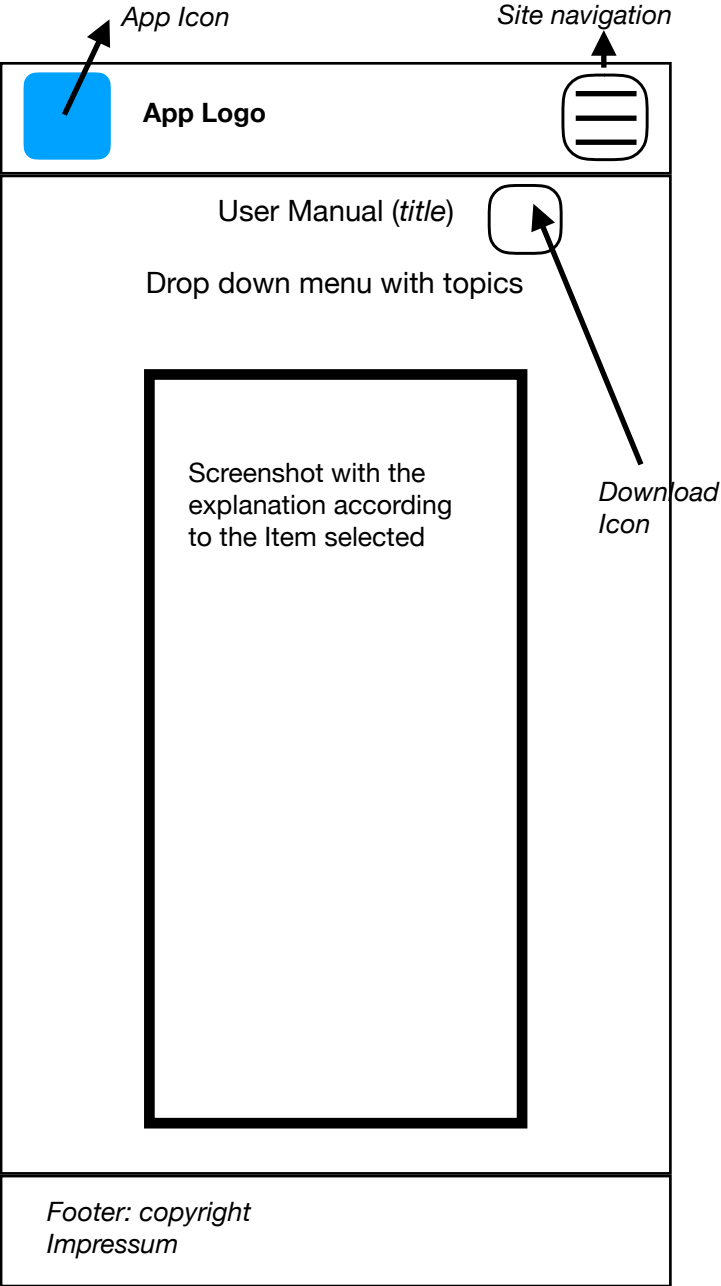 App Icon
Site navigation
App Logo
User Manual (title)
Drop down menu with topics
Screenshot with the
explanation according
to the Item selected
Download
Icon
Footer: copyright
Impressum